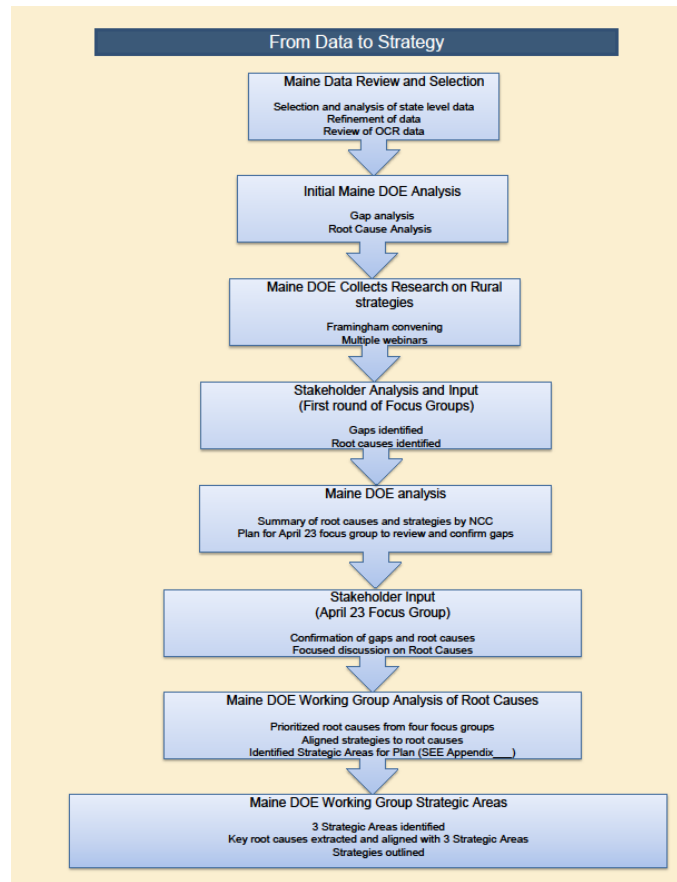 From Data to Strategy
Maine Data Review and Selection
Selection and analysis of state level data
Refinement of data
Review of OCR data
Initial Maine DOE Analysis
Gap analysis
Root Cause Analysis
Maine DOE Collects Research on Rural
strategies
Framingham convening
Multiple webinars
Stakeholder Analysis and Input
(First round of Focus Groups)
Gaps identified
Root causes identified
Maine DOE analysis
Summary of root causes and strategies by NCC
Plan for April 23 focus group to review and confirm gaps
Stakeholder Input
(April 23 Focus Group)
Confirmation of gaps and root causes
Focused discussion on Root Causes
Maine DOE Working Group Analysis of Root Causes
Prioritized root causes from four focus groups
Aligned strategies to root causes
Identified Strategic Areas for Plan (SEE Appendix___)
Maine DOE Working Group Strategic Areas
3 Strategic Areas identified
Key root causes extracted and aligned with 3 Strategic Areas
Strategies outlined